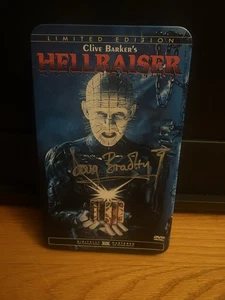 LIMITED EDITION
Clive Barker's
HELLRAISER
Doug Bradley